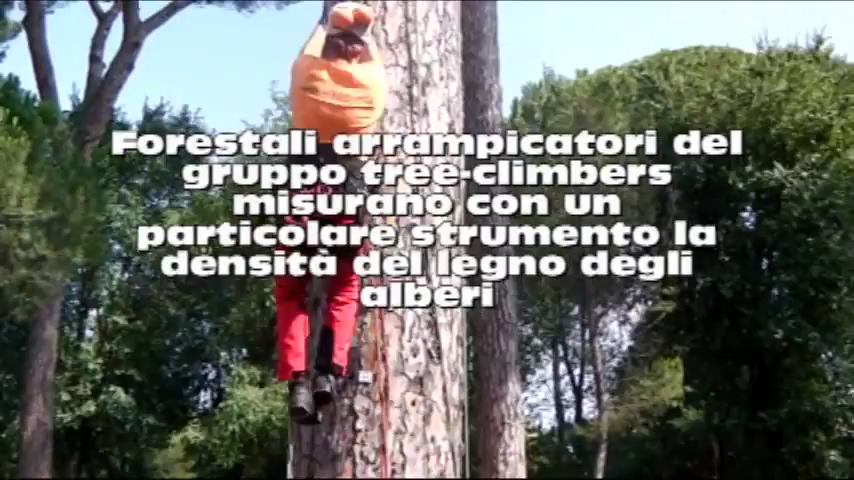 Forestali arrampicatori del
gruppo tree-climbers
misurano con un
particolare strumento la
densità del legno degli
alberi